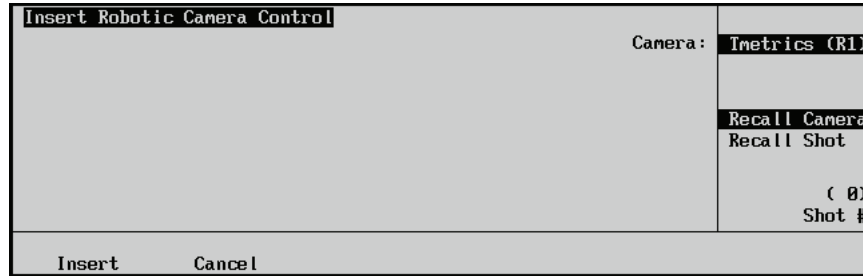 Insert Robotic Camera Control
Camera: Tmetrics (R1)
Recall Camera
Recall Shot
( 0)
Shot #
Insert Cancel